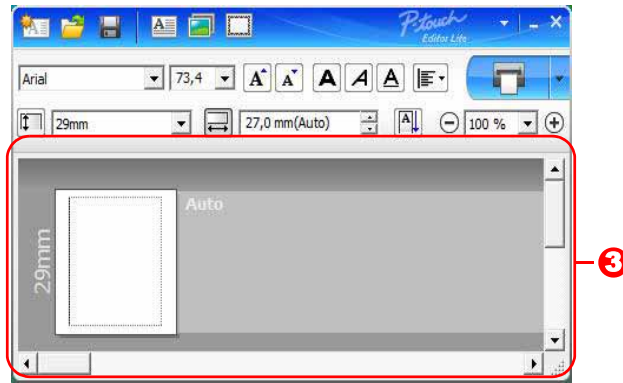 A A
P-touch
Editor Lite
Arial 73,4 A A A A A
29mm 27,0 mm(Auto) A 100 %
Auto
29mm
3